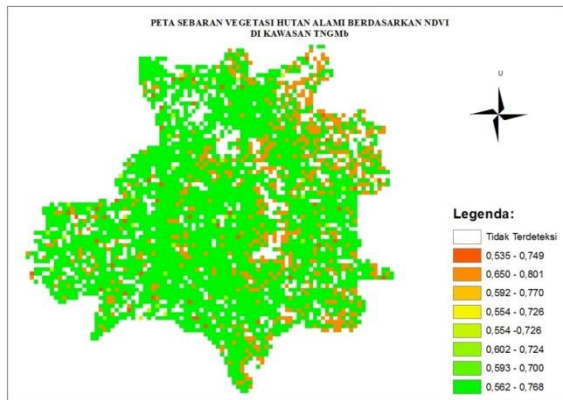 PETA SEBARAN VEGETASI HUTAN ALAMI BERDASARKAN NDVI
DI KAWASAN TNGMb
U
Legenda:
Tidak Terdeteksi
0,535 - 0,749
0,650 - 0,801
0,592 - 0,770
0,554 - 0,726
0,554 -0,726
0,602 - 0,724
0,593 - 0,700
0,562 - 0,768